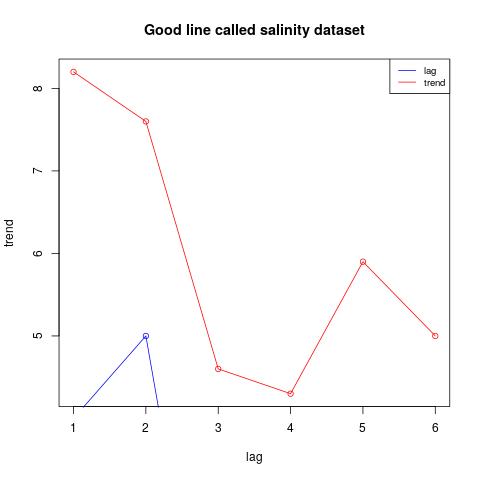 Good line called salinity dataset
lag
trend
8
7
6
5
trend
1 2 3 4 5 6
lag